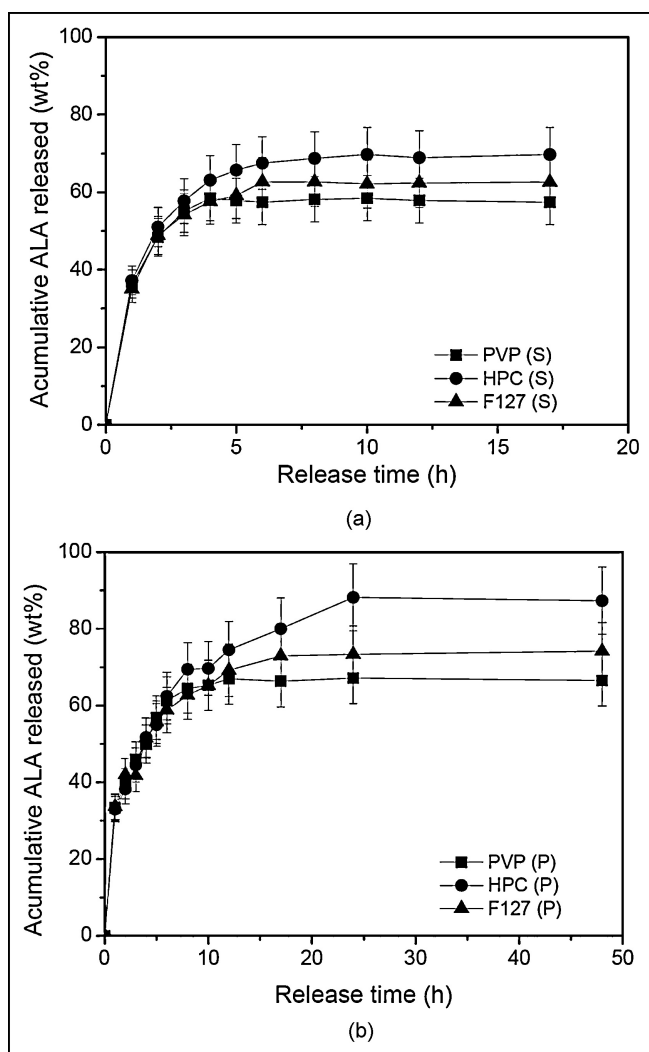 100
80
60
40
20
0
Acumulative ALA released (wt%)
PVP (S)
HPC (S)
F127 (S)
0 5 10 15 20
Release time (h)
(a)
100
80
60
40
20
0
Acumulative ALA released (wt%)
PVP (P)
HPC (P)
F127 (P)
0 10 20 30 40 50
Release time (h)
(b)